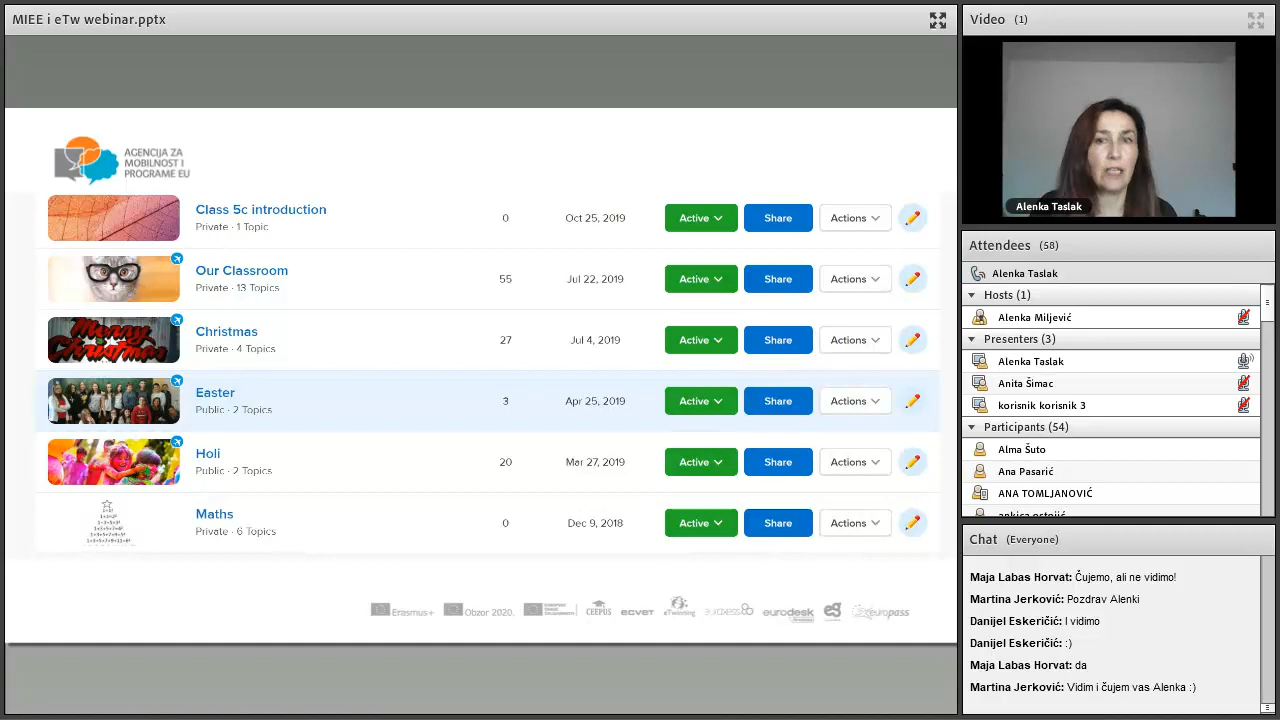 MIEE i eTw webinar.pptx
AGENCIJA ZA
MOBILNOST I
PROGRAME EU
Class 5c introduction
Private · 1 Topic
0
Oct 25, 2019
Active
Share
Actions
Our Classroom
Private · 13 Topics
55
Jul 22, 2019
Active
Share
Actions
Merry
Christmas
Christmas
Private · 4 Topics
27
Jul 4, 2019
Active
Share
Actions
Easter
Public · 2 Topics
3
Apr 25, 2019
Active
Share
Actions
Holi
Public · 2 Topics
20
Mar 27, 2019
Active
Share
Actions
Maths
Private · 6 Topics
0
Dec 9, 2018
Active
Share
Actions
Erasmus+
Obzor 2020.
CEEPUS
ECVET
eTwinning
euraxess
eurodesk
europass
Video (1)
Alenka Taslak
Attendees (58)
Alenka Taslak
Hosts (1)
Alenka Miljević
Presenters (3)
Alenka Taslak
Anita Šimac
korisnik korisnik 3
Participants (54)
Alma Šuto
Ana Pasarić
ANA TOMLJANOVIĆ
ankica ostojić
Chat (Everyone)
Maja Labas Horvat: Čujemo, ali ne vidimo!
Martina Jerković: Pozdrav Alenki
Danijel Eskeričić: I vidimo
Danijel Eskeričić: :)
Maja Labas Horvat: da
Martina Jerković: Vidim i čujem vas Alenka :)